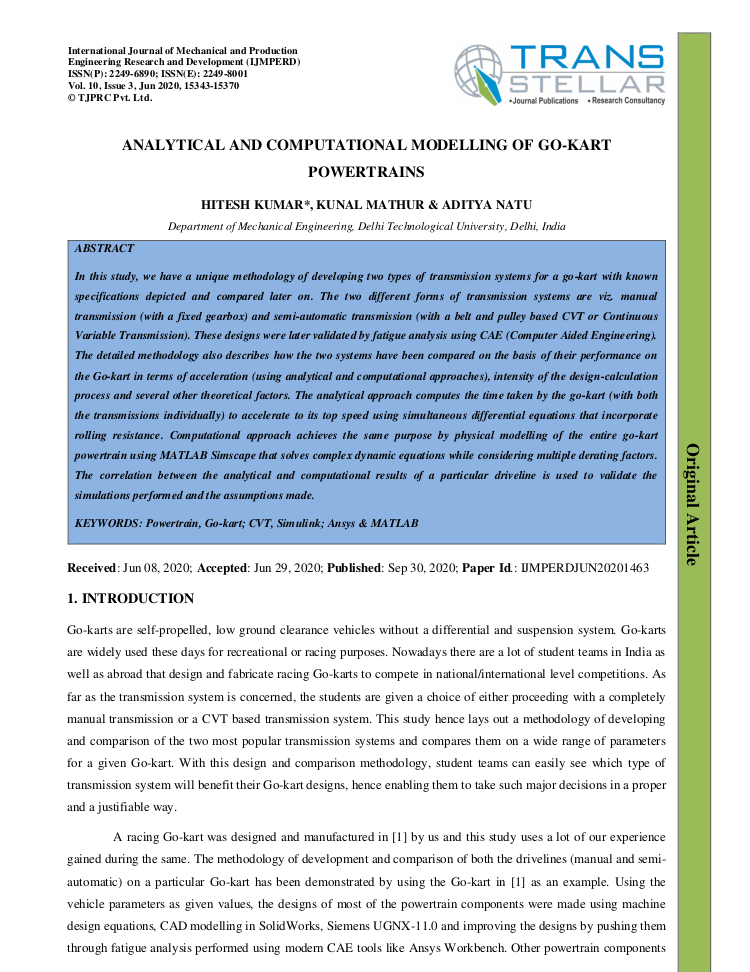 International Journal of Mechanical and Production
Engineering Research and Development (IJMPERD)
ISSN(P): 2249-6890; ISSN(E): 2249-8001
Vol. 10, Issue 3, Jun 2020, 15343-15370
© TJPRC Pvt. Ltd.
TRANS
STELLAR
•Journal Publications • Research Consultancy
ANALYTICAL AND COMPUTATIONAL MODELLING OF GO-KART
POWERTRAINS
HITESH KUMAR*, KUNAL MATHUR & ADITYA NATU
Department of Mechanical Engineering, Delhi Technological University, Delhi, India
ABSTRACT
In this study, we have a unique methodology of developing two types of transmission systems for a go-kart with known
specifications depicted and compared later on. The two different forms of transmission systems are viz. manual
transmission (with a fixed gearbox) and semi-automatic transmission (with a belt and pulley based CVT or Continuous
Variable Transmission). These designs were later validated by fatigue analysis using CAE (Computer Aided Engineering).
The detailed methodology also describes how the two systems have been compared on the basis of their performance on
the Go-kart in terms of acceleration (using analytical and computational approaches), intensity of the design-calculation
process and several other theoretical factors. The analytical approach computes the time taken by the go-kart (with both
the transmissions individually) to accelerate to its top speed using simultaneous differential equations that incorporate
rolling resistance. Computational approach achieves the same purpose by physical modelling of the entire go-kart
powertrain using MATLAB Simscape that solves complex dynamic equations while considering multiple derating factors.
The correlation between the analytical and computational results of a particular driveline is used to validate the
simulations performed and the assumptions made.
KEYWORDS: Powertrain, Go-kart; CVT, Simulink; Ansys & MATLAB
Original Article
Received: Jun 08, 2020; Accepted: Jun 29, 2020; Published: Sep 30, 2020; Paper Id.: IJMPERDJUN20201463
1. INTRODUCTION
Go-karts are self-propelled, low ground clearance vehicles without a differential and suspension system. Go-karts
are widely used these days for recreational or racing purposes. Nowadays there are a lot of student teams in India as
well as abroad that design and fabricate racing Go-karts to compete in national/international level competitions. As
far as the transmission system is concerned, the students are given a choice of either proceeding with a completely
manual transmission or a CVT based transmission system. This study hence lays out a methodology of developing
and comparison of the two most popular transmission systems and compares them on a wide range of parameters
for a given Go-kart. With this design and comparison methodology, student teams can easily see which type of
transmission system will benefit their Go-kart designs, hence enabling them to take such major decisions in a proper
and a justifiable way.
A racing Go-kart was designed and manufactured in [1] by us and this study uses a lot of our experience
gained during the same. The methodology of development and comparison of both the drivelines (manual and semi-
automatic) on a particular Go-kart has been demonstrated by using the Go-kart in [1] as an example. Using the
vehicle parameters as given values, the designs of most of the powertrain components were made using machine
design equations, CAD modelling in SolidWorks, Siemens UGNX-11.0 and improving the designs by pushing them
through fatigue analysis performed using modern CAE tools like Ansys Workbench. Other powertrain components